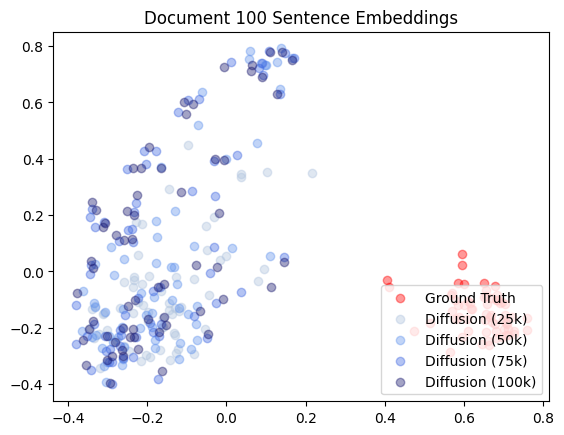 Document 100 Sentence Embeddings
0.8
0.6
0.4
0.2
0.0
−0.2
−0.4
Ground Truth
Diffusion (25k)
Diffusion (50k)
Diffusion (75k)
Diffusion (100k)
−0.4 −0.2 0.0 0.2 0.4 0.6 0.8